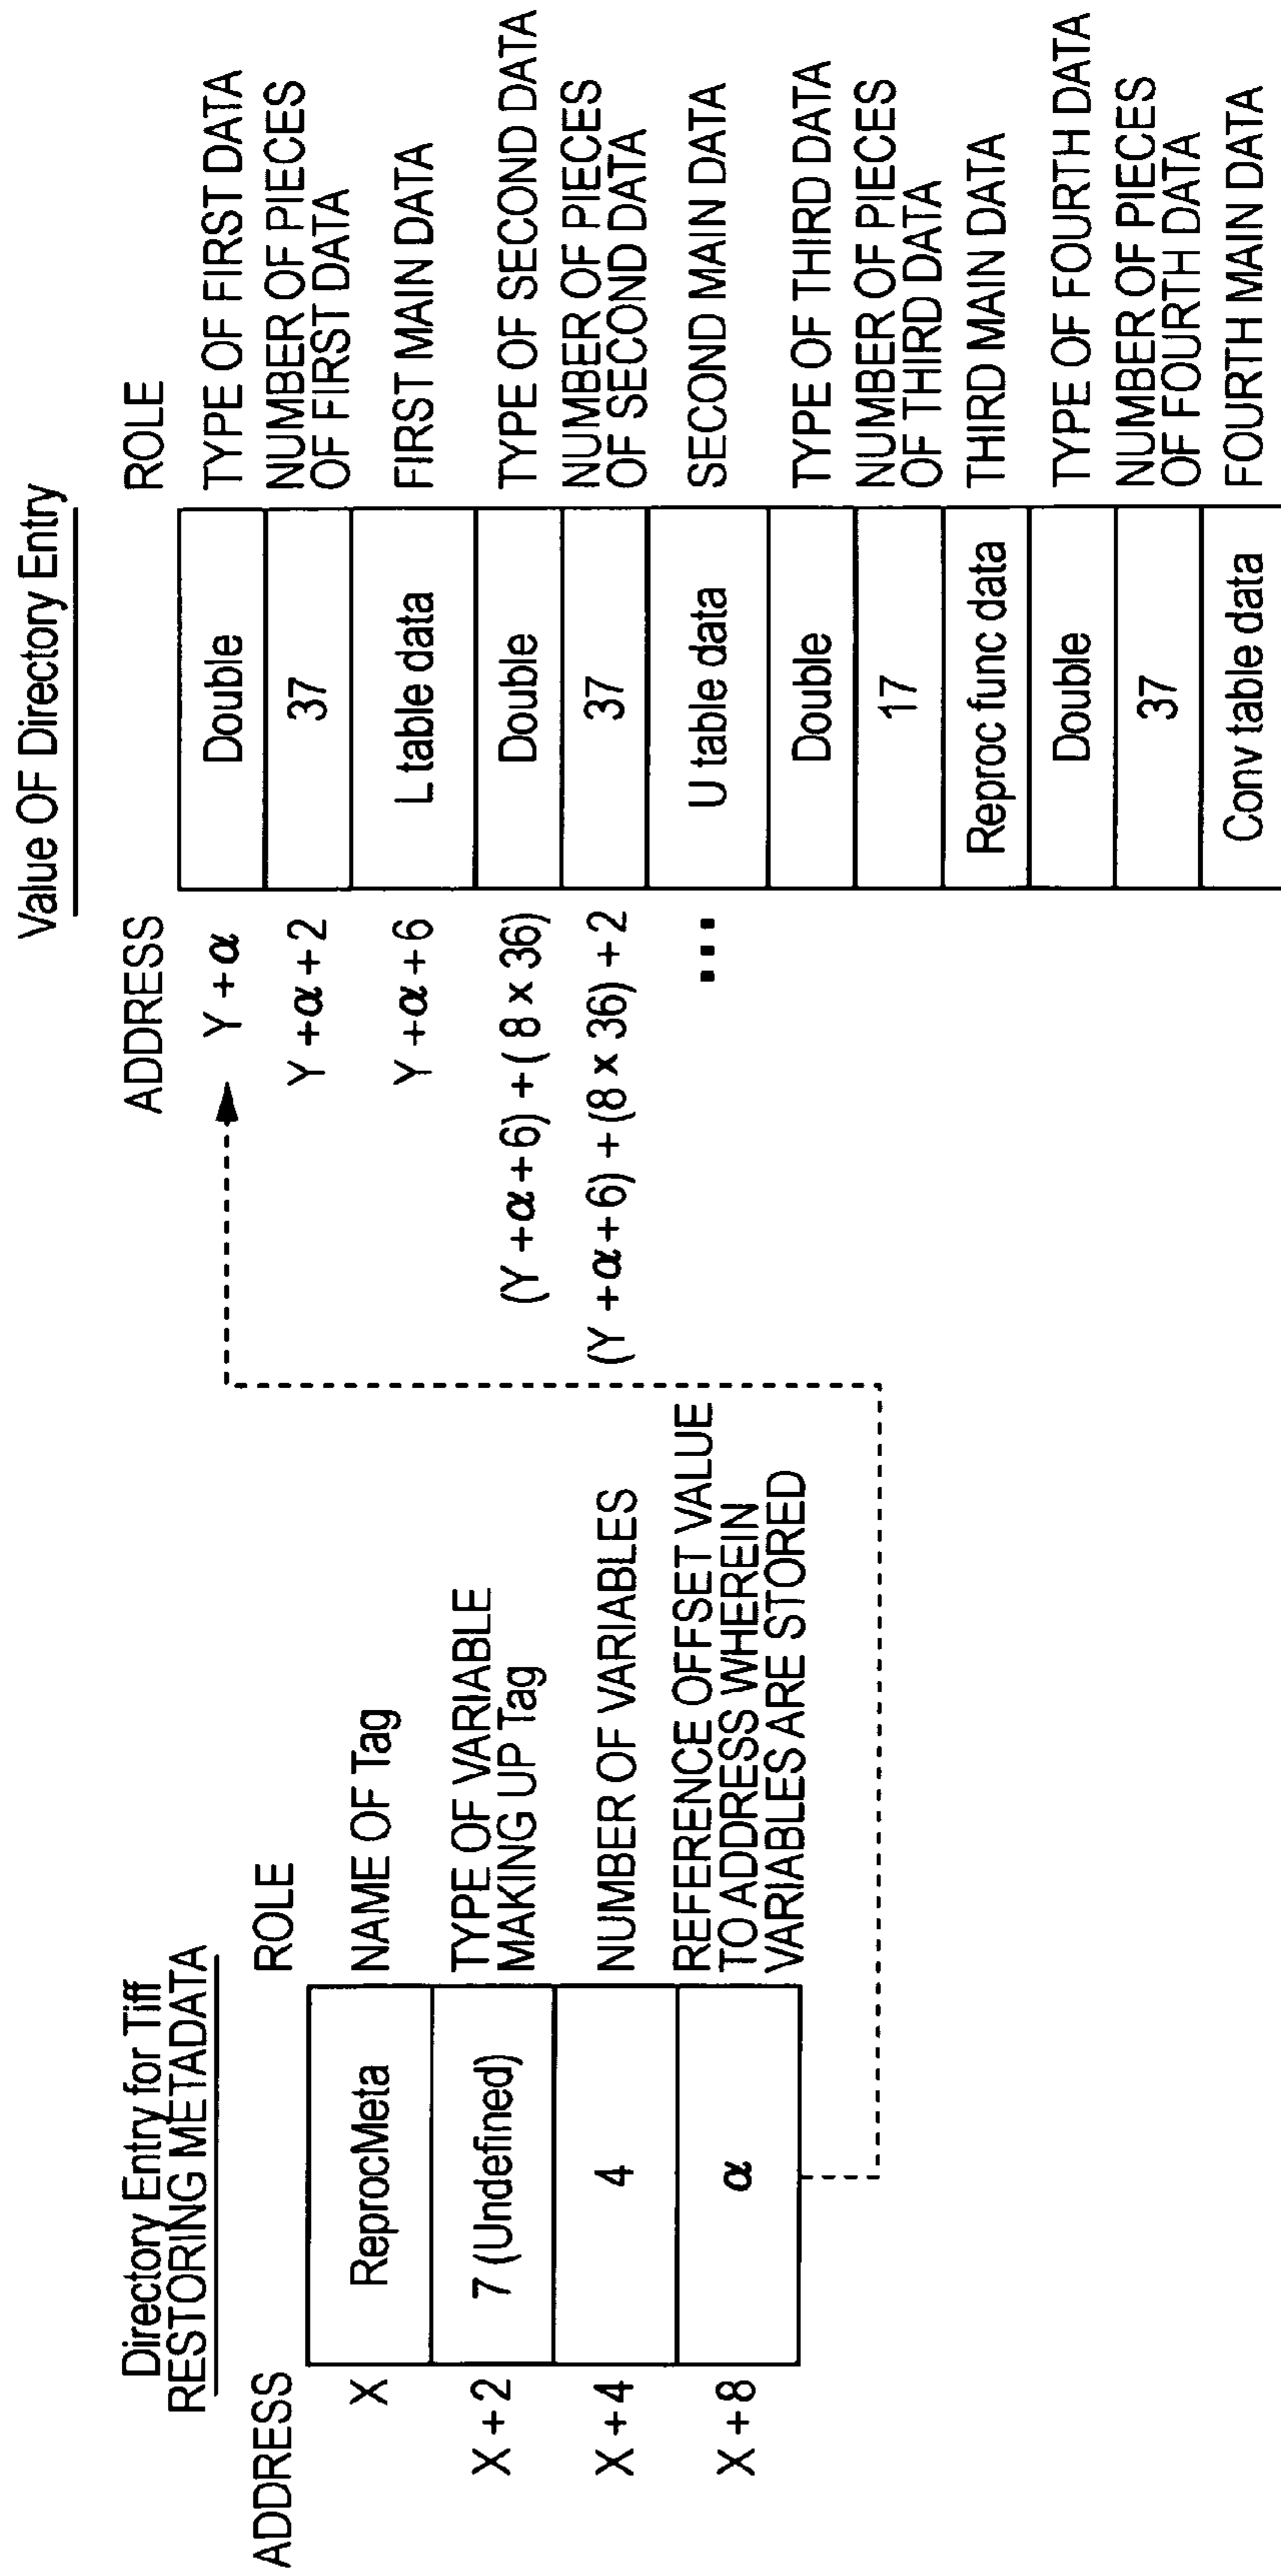 Directory Entry for Tiff
RESTORING METADATA
ADDRESS
ROLE
X
ReprocMeta
NAME OF Tag
X + 2
7 (Undefined)
TYPE OF VARIABLE
MAKING UP Tag
X + 4
4
NUMBER OF VARIABLES
X + 8
α
REFERENCE OFFSET VALUE
TO ADDRESS WHEREIN
VARIABLES ARE STORED
Value OF Directory Entry
ADDRESS
ROLE
Y + α
Double
TYPE OF FIRST DATA
Y + α + 2
37
NUMBER OF PIECES
OF FIRST DATA
Y + α + 6
L table data
FIRST MAIN DATA
(Y + α + 6) + ( 8 x 36)
Double
TYPE OF SECOND DATA
(Y + α + 6) + (8 x 36) + 2
37
NUMBER OF PIECES
OF SECOND DATA
...
U table data
SECOND MAIN DATA
Double
TYPE OF THIRD DATA
17
NUMBER OF PIECES
OF THIRD DATA
Reproc func data
THIRD MAIN DATA
Double
TYPE OF FOURTH DATA
37
NUMBER OF PIECES
OF FOURTH DATA
Conv table data
FOURTH MAIN DATA